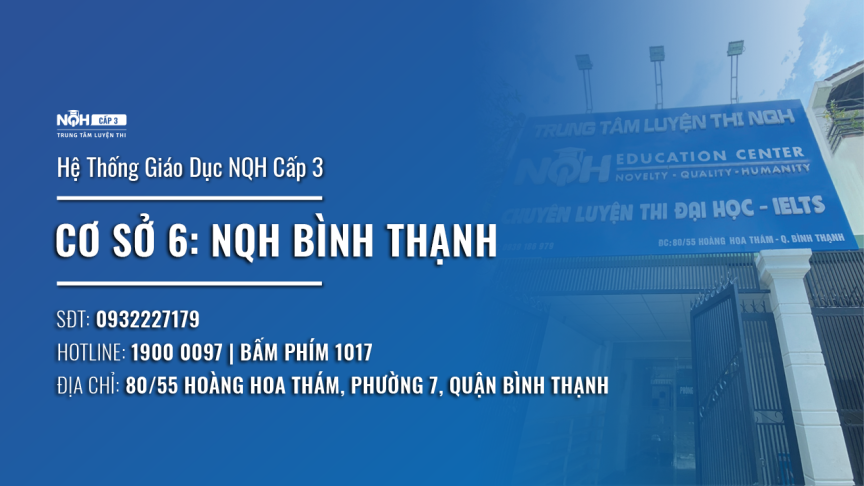 NQH CẤP 3
TRUNG TÂM LUYỆN THI
Hệ Thống Giáo Dục NQH Cấp 3
CƠ SỞ 6: NQH BÌNH THẠNH
SĐT: 0932227179
HOTLINE: 1900 0097 | BẤM PHÍM 1017
ĐỊA CHỈ: 80/55 HOÀNG HOA THÁM, PHƯỜNG 7, QUẬN BÌNH THẠNH
TRUNG TÂM LUYỆN THI NQH
NQH EDUCATION CENTER
NOVELTY - QUALITY - HUMANITY
CHUYÊN LUYỆN THI ĐẠI HỌC - IELTS
ĐC: 80/55 HOÀNG HOA THÁM - Q. BÌNH THẠNH